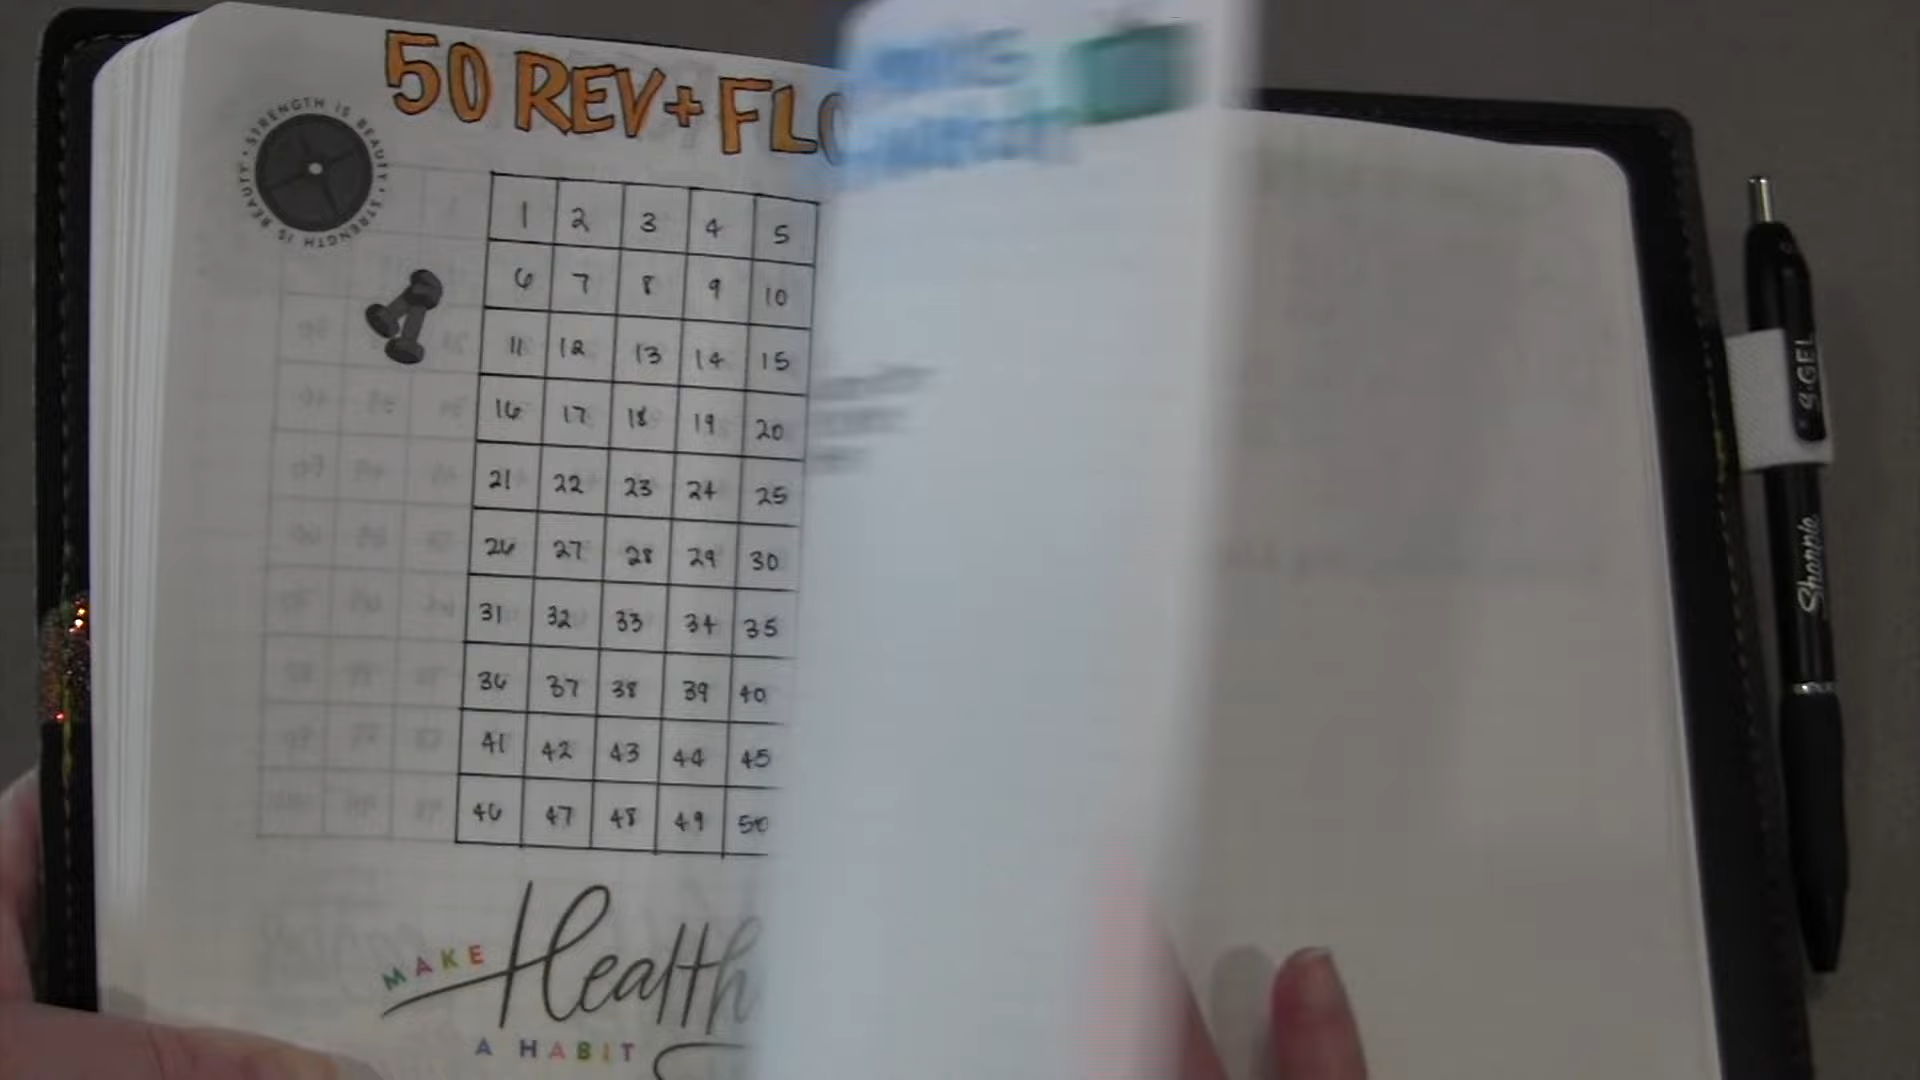 50 REV + FLO
STRENGTH IS BEAUTY • STRENGTH IS BEAUTY •
1 2 3 4 5
6 7 8 9 10
11 12 13 14 15
16 17 18 19 20
21 22 23 24 25
26 27 28 29 30
31 32 33 34 35
36 37 38 39 40
41 42 43 44 45
46 47 48 49 50
MAKE
Health
A HABIT
S.GEL
Sharpie